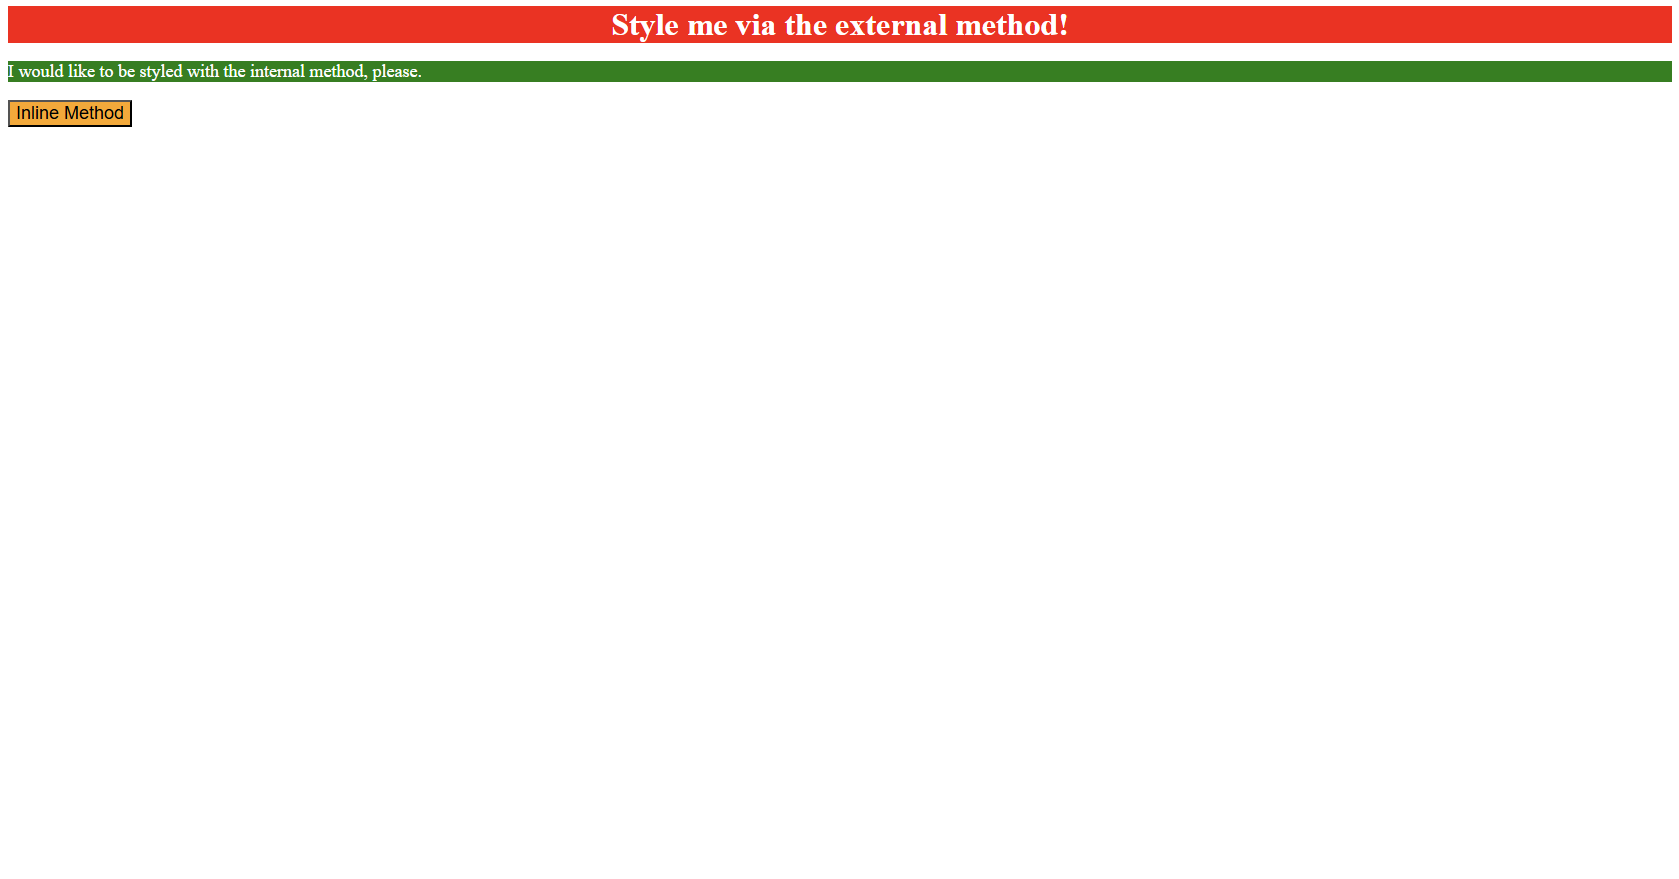 Style me via the external method!
I would like to be styled with the internal method, please.
Inline Method